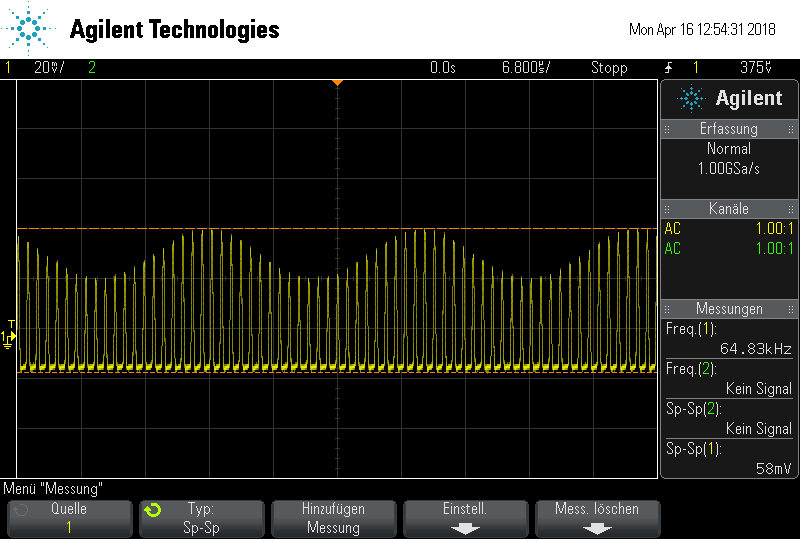 Agilent Technologies
Mon Apr 16 12:54:31 2018
1 20㎷/ 2 0.0s 6.800㎲/ Stopp 1 375㎷
Agilent
Erfassung
Normal
1.00GSa/s
Kanäle
AC 1.00:1
AC 1.00:1
T
1
Messungen
Freq.(1):
64.83kHz
Freq.(2):
Kein Signal
Sp-Sp(2):
Kein Signal
Sp-Sp(1):
58mV
Menü "Messung"
Quelle
1
Typ:
Sp-Sp
Hinzufügen
Messung
Einstell.
Mess. löschen